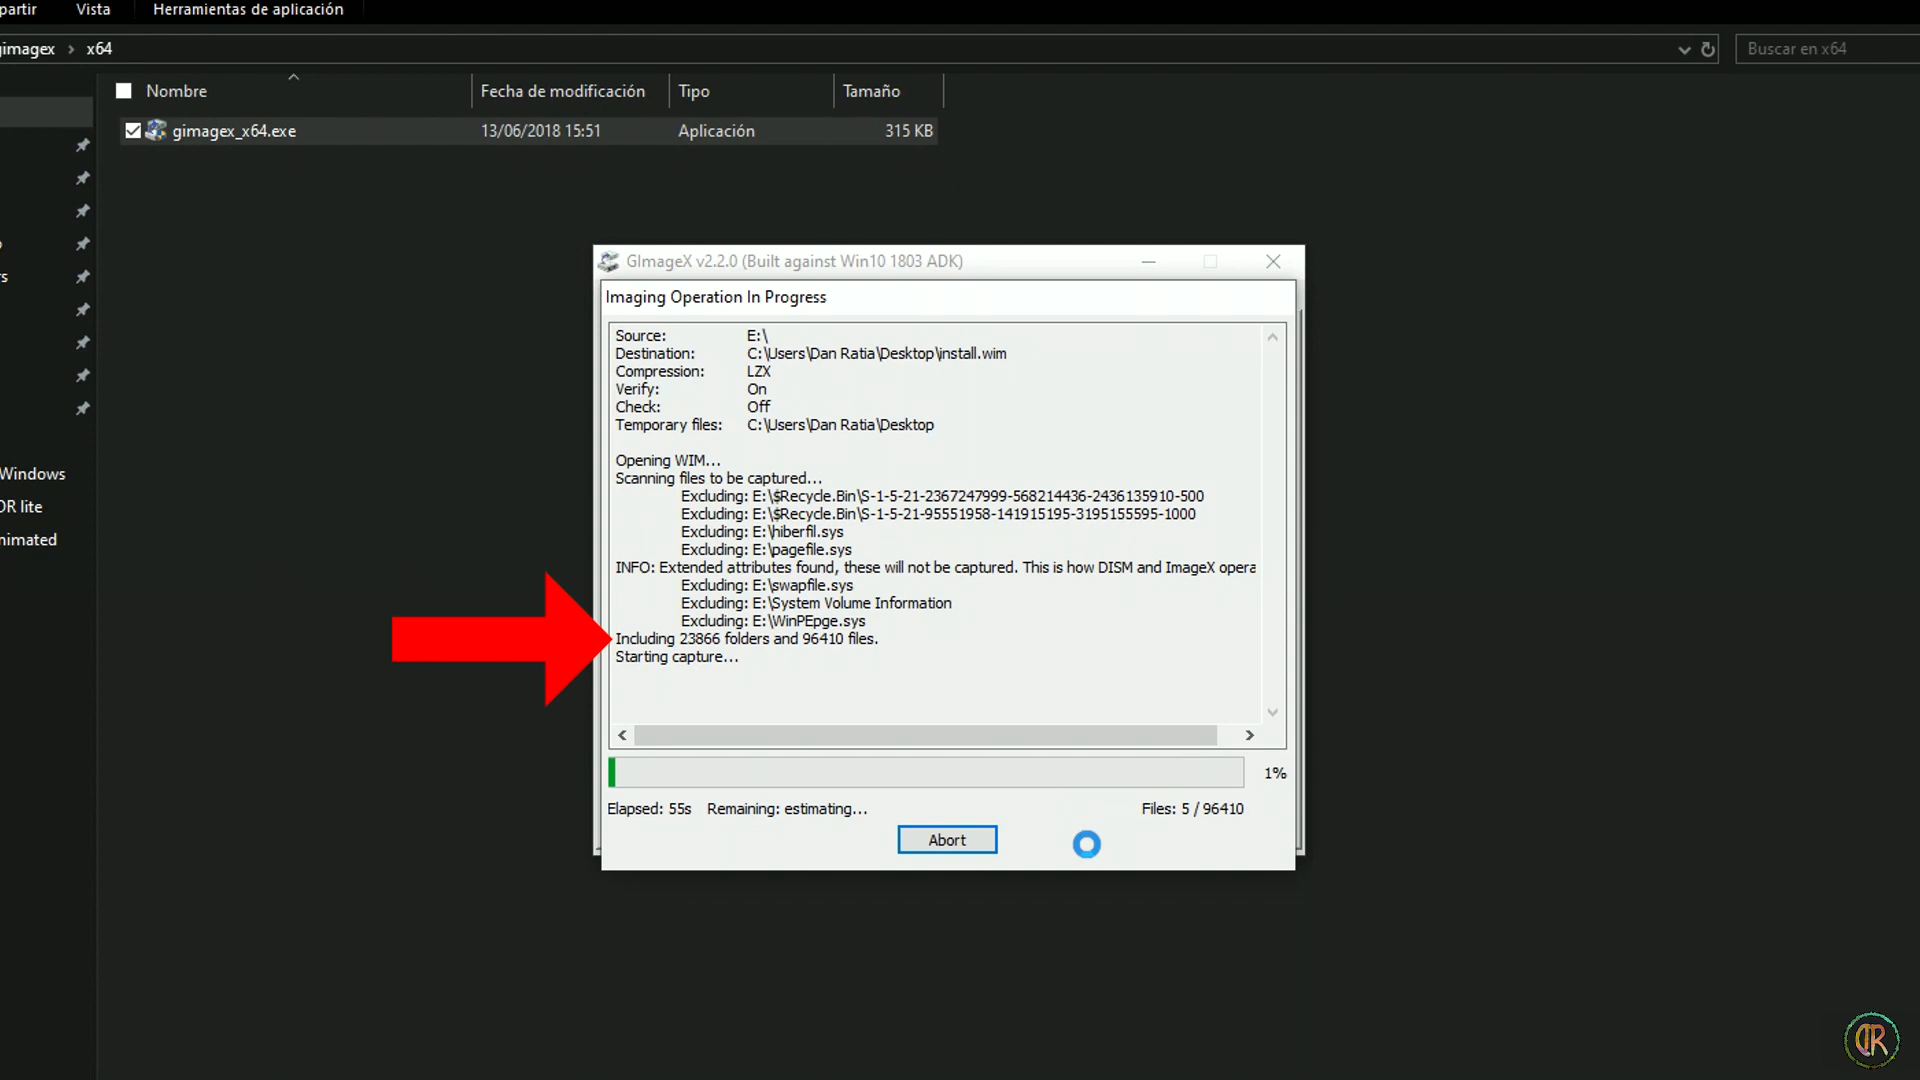 partir Vista Herramientas de aplicación
gimagex > x64 Buscar en x64
Nombre Fecha de modificación Tipo Tamaño
gimagex_x64.exe 13/06/2018 15:51 Aplicación 315 KB
GImageX v2.2.0 (Built against Win10 1803 ADK)
Imaging Operation In Progress
Source: E:\
Destination: C:\Users\Dan Ratia\Desktop\install.wim
Compression: LZX
Verify: On
Check: Off
Temporary files: C:\Users\Dan Ratia\Desktop
Opening WIM...
Scanning files to be captured...
Excluding: E:\$Recycle.Bin\S-1-5-21-2367247999-568214436-2436135910-500
Excluding: E:\$Recycle.Bin\S-1-5-21-95551958-141915195-3195155595-1000
Excluding: E:\hiberfil.sys
Excluding: E:\pagefile.sys
INFO: Extended attributes found, these will not be captured. This is how DISM and ImageX opera
Excluding: E:\swapfile.sys
Excluding: E:\System Volume Information
Excluding: E:\WinPEpge.sys
Including 23866 folders and 96410 files.
Starting capture...
1%
Elapsed: 55s Remaining: estimating... Files: 5 / 96410
Abort
s
Windows
OR lite
nimated